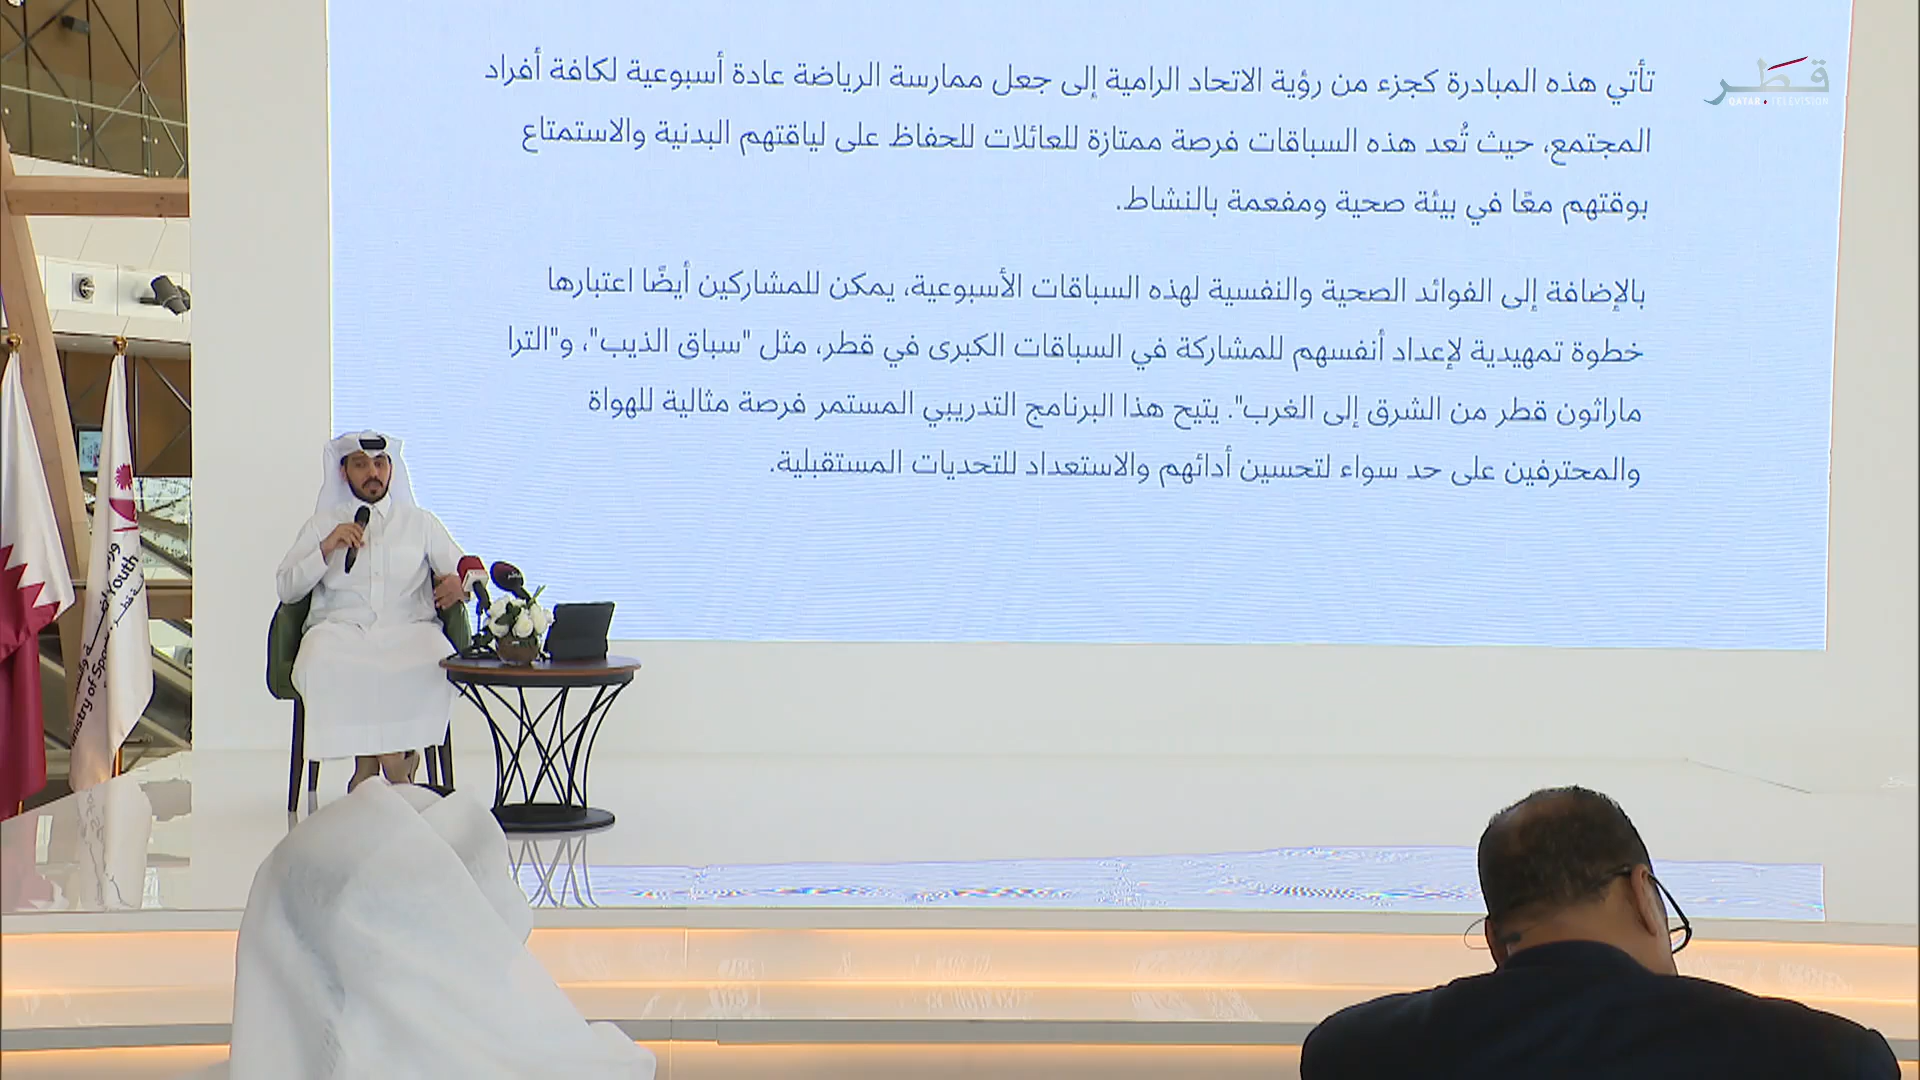 تأتي هذه المبادرة كجزء من رؤية الاتحاد الرامية إلى جعل ممارسة الرياضة عادة أسبوعية لكافة أفراد
المجتمع، حيث تُعد هذه السباقات فرصة ممتازة للعائلات للحفاظ على لياقتهم البدنية والاستمتاع
بوقتهم معًا في بيئة صحية ومفعمة بالنشاط.
بالإضافة إلى الفوائد الصحية والنفسية لهذه السباقات الأسبوعية، يمكن للمشاركين أيضًا اعتبارها
خطوة تمهيدية لإعداد أنفسهم للمشاركة في السباقات الكبرى في قطر، مثل "سباق الذيب"، و"الترا
ماراثون قطر من الشرق إلى الغرب". يتيح هذا البرنامج التدريبي المستمر فرصة مثالية للهواة
والمحترفين على حد سواء لتحسين أدائهم والاستعداد للتحديات المستقبلية.
قطر
QATAR TELEVISION
Youth